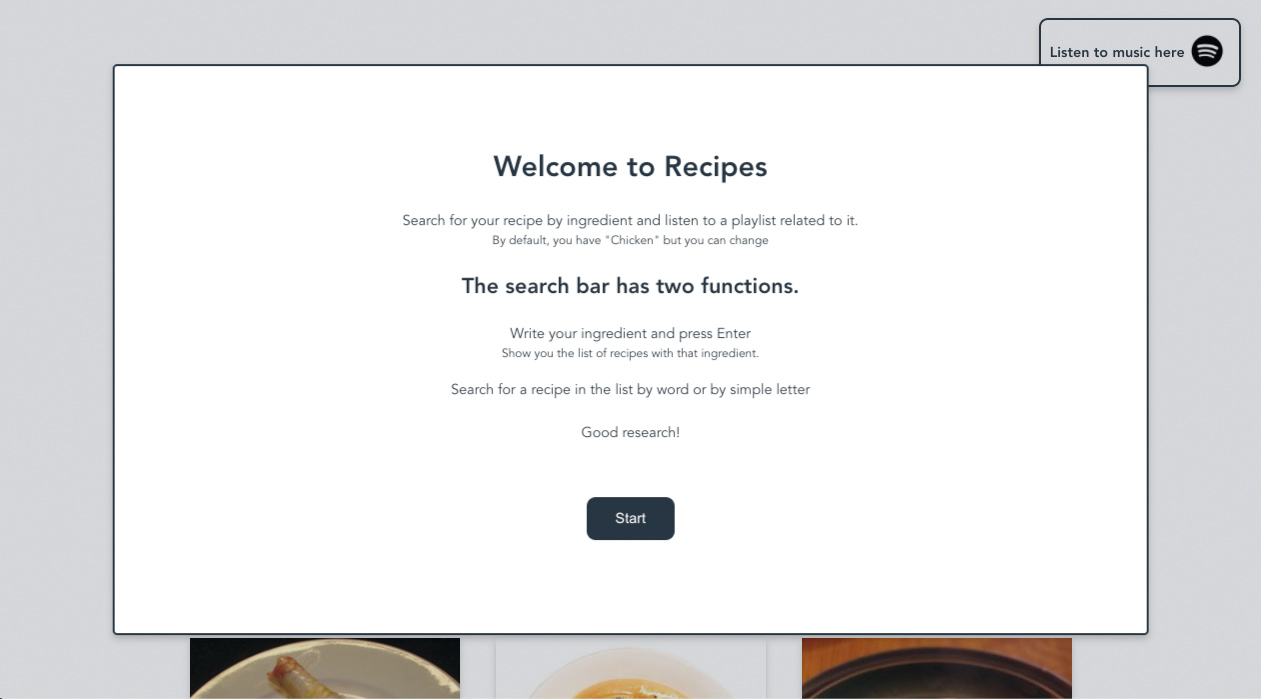 Listen to music here
Welcome to Recipes
Search for your recipe by ingredient and listen to a playlist related to it.
By default, you have "Chicken" but you can change
The search bar has two functions.
Write your ingredient and press Enter
Show you the list of recipes with that ingredient.
Search for a recipe in the list by word or by simple letter
Good research!
Start